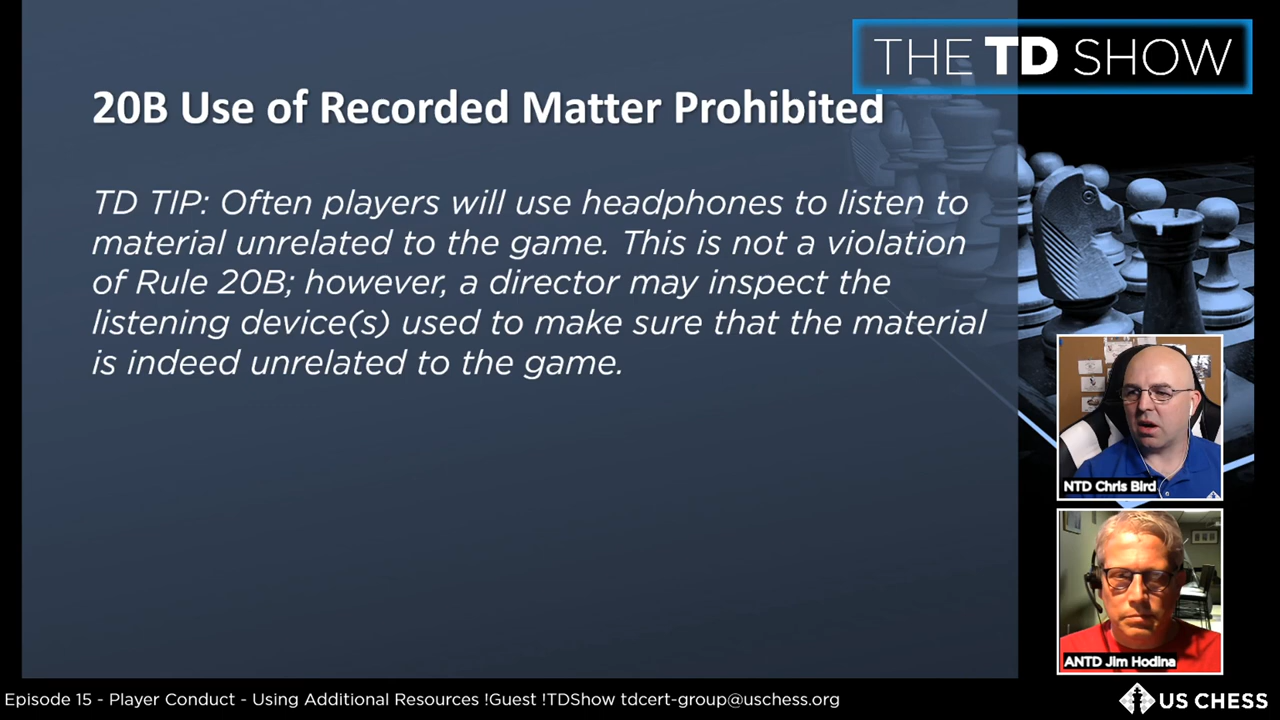 THE TD SHOW
20B Use of Recorded Matter Prohibited
TD TIP: Often players will use headphones to listen to
material unrelated to the game. This is not a violation
of Rule 20B; however, a director may inspect the
listening device(s) used to make sure that the material
is indeed unrelated to the game.
NTD Chris Bird
ANTD Jim Hodina
Episode 15 - Player Conduct - Using Additional Resources !Guest !TDShow tdcert-group@uschess.org
US CHESS